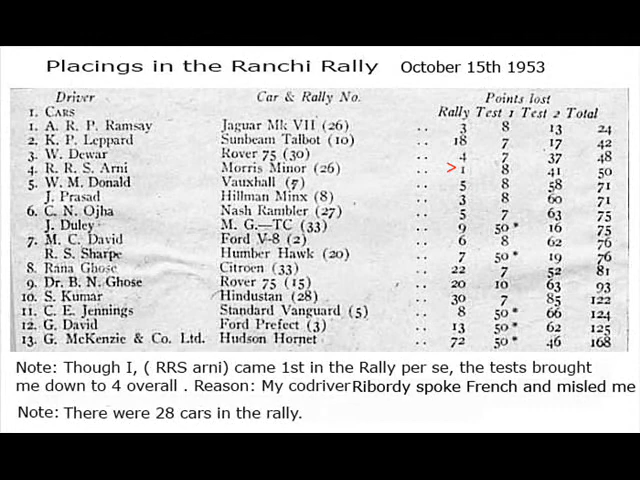 Placings in the Ranchi Rally October 15th 1953
Driver Car & Rally No. Points lost
1. CARS Rally Test 1 Test 2 Total
1. A. R. P. Ramsay Jaguar Mk VII (26) .. 3 8 13 24
2. K. P. Leppard Sunbeam Talbot (10) .. 18 7 17 42
3. W. Dewar Rover 75 (30) .. 4 7 37 48
4. R. R. S. Arni Morris Minor (26) .. >1 8 41 50
5. W. M. Donald Vauxhall (7) .. 5 8 58 71
J. Prasad Hillman Minx (8) .. 3 8 60 71
6. C. N. Ojha Nash Rambler (27) .. 5 7 63 75
J. Duley M. G.—TC (33) .. 9 50* 16 75
7. M. C. David Ford V-8 (2) .. 6 8 62 76
R. S. Sharpe Humber Hawk (20) .. 7 50* 19 76
8. Rana Ghose Citroen (33) .. 22 7 52 81
9. Dr. B. N. Ghose Rover 75 (15) .. 20 10 63 93
10. S. Kumar Hindustan (28) .. 30 7 85 122
11. C. E. Jennings Standard Vanguard (5) .. 8 50* 66 124
12. G. David Ford Prefect (3) .. 13 50* 62 125
13. G. McKenzie & Co. Ltd. Hudson Hornet .. 72 50* 46 168
Note: Though I, ( RRS arni) came 1st in the Rally per se, the tests brought
me down to 4 overall . Reason: My codriver Ribordy spoke French and misled me
Note: There were 28 cars in the rally.